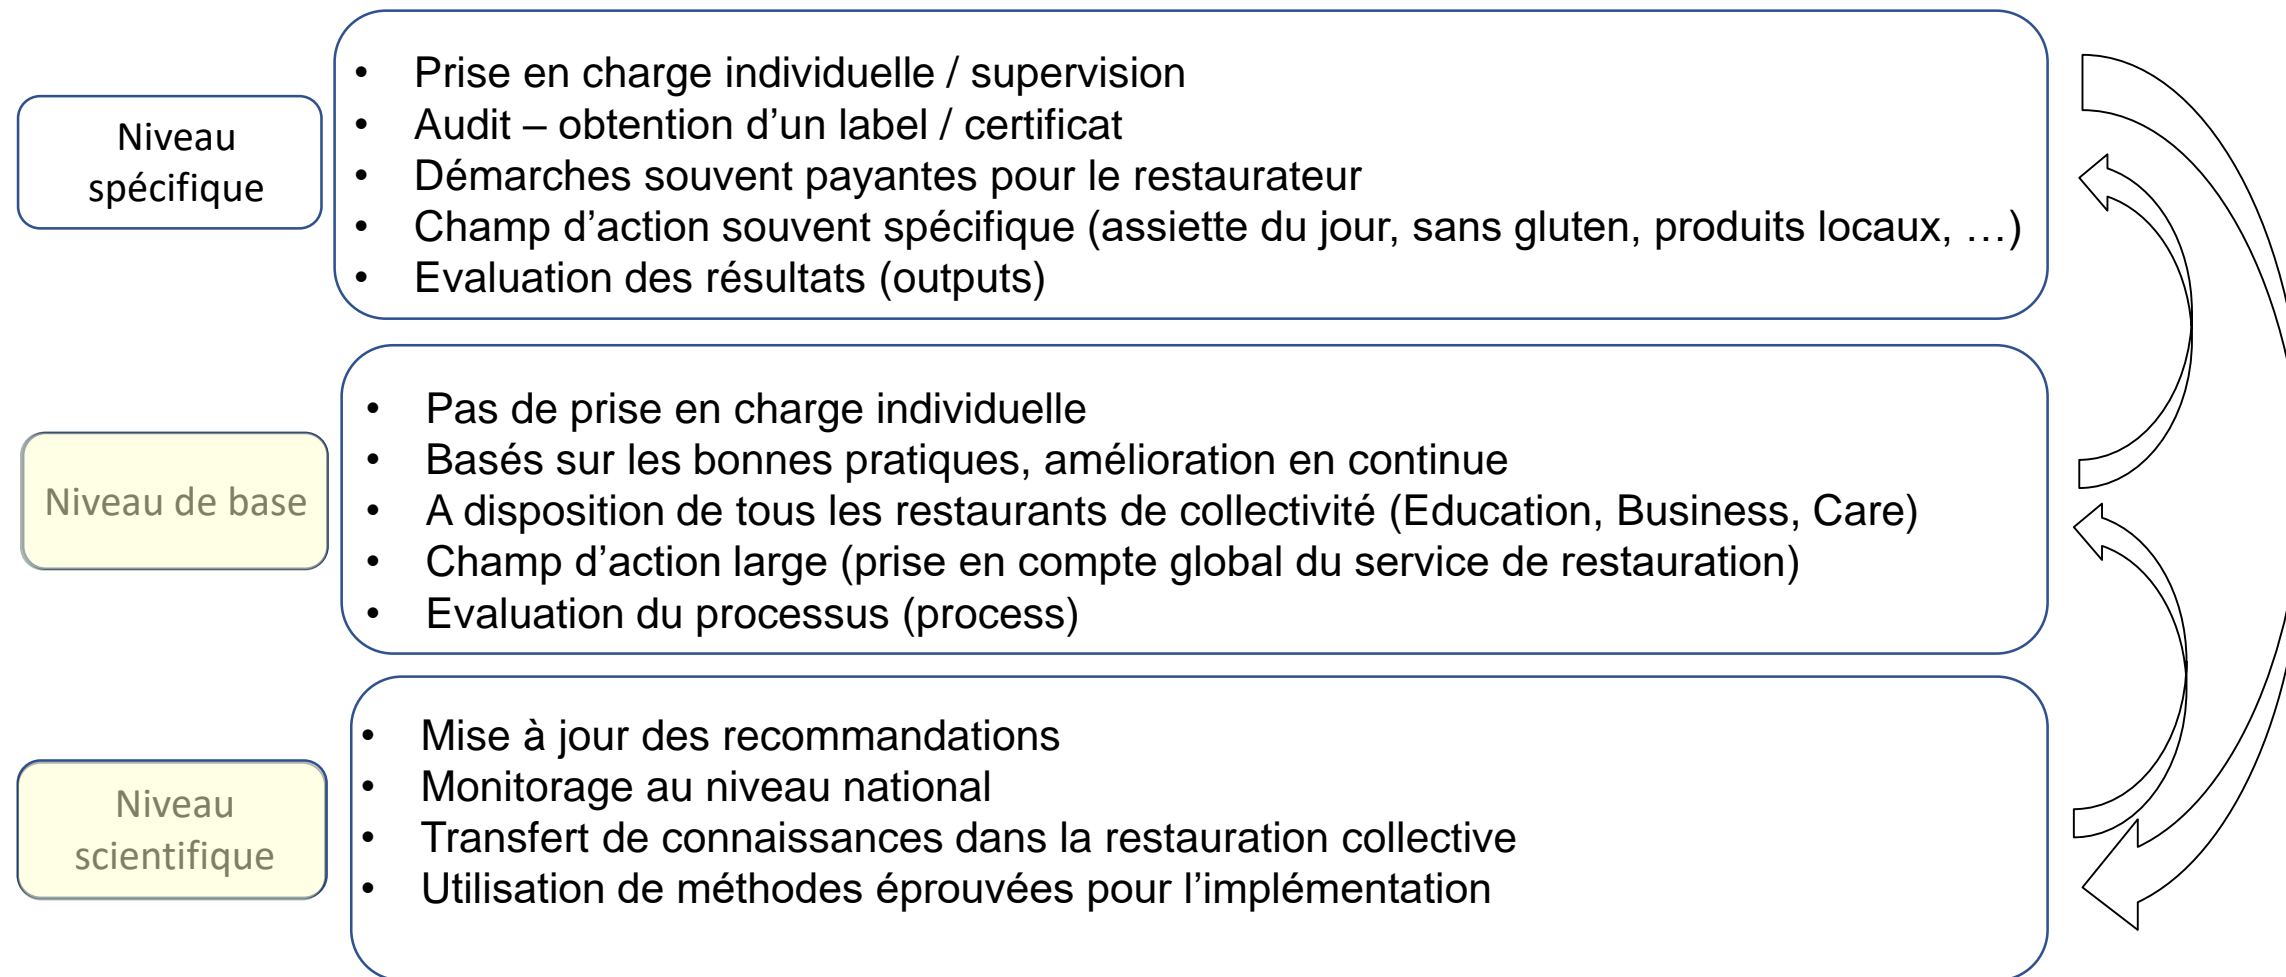 Niveau
spécifique
• Prise en charge individuelle / supervision
• Audit – obtention d’un label / certificat
• Démarches souvent payantes pour le restaurateur
• Champ d’action souvent spécifique (assiette du jour, sans gluten, produits locaux, …)
• Evaluation des résultats (outputs)
Niveau de base
• Pas de prise en charge individuelle
• Basés sur les bonnes pratiques, amélioration en continue
• A disposition de tous les restaurants de collectivité (Education, Business, Care)
• Champ d’action large (prise en compte global du service de restauration)
• Evaluation du processus (process)
Niveau
scientifique
• Mise à jour des recommandations
• Monitorage au niveau national
• Transfert de connaissances dans la restauration collective
• Utilisation de méthodes éprouvées pour l’implémentation